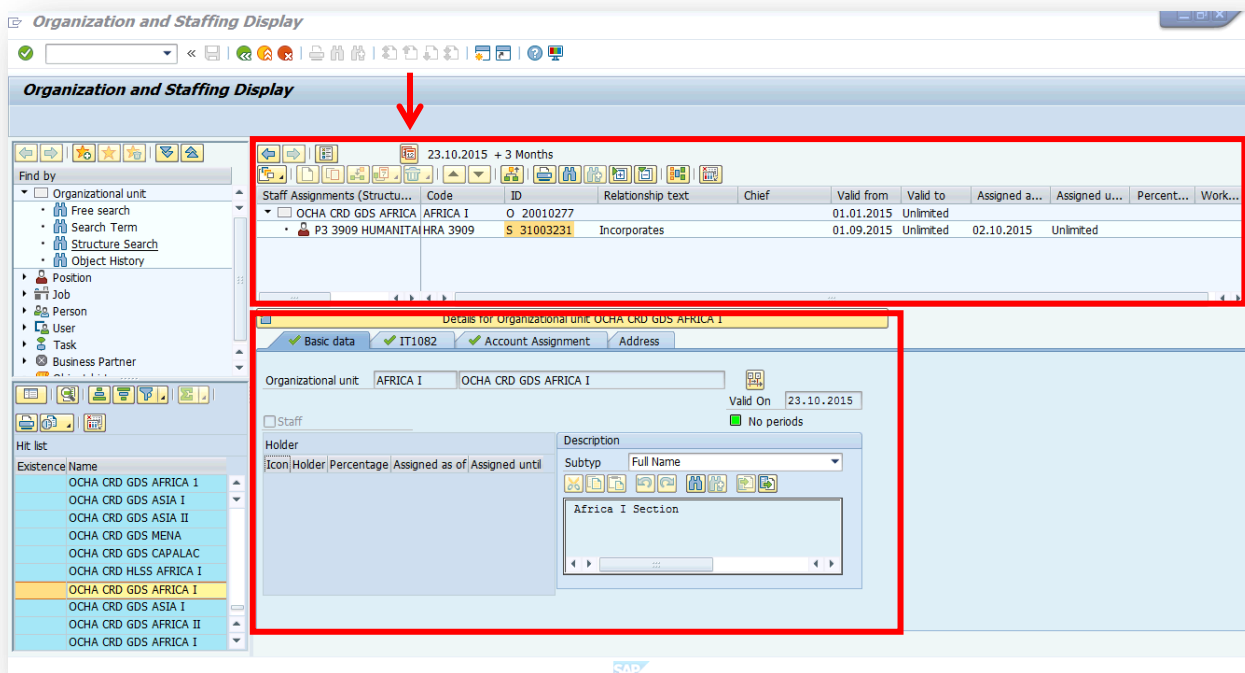 Organization and Staffing Display
Organization and Staffing Display
23.10.2015 + 3 Months
Find by
Organizational unit
Free search
Search Term
Structure Search
Object History
Position
Job
Person
User
Task
Business Partner
Staff Assignments (Structu... Code ID Relationship text Chief Valid from Valid to Assigned a... Assigned u... Percent... Work...
OCHA CRD GDS AFRICA AFRICA I O 20010277 01.01.2015 Unlimited
P3 3909 HUMANITAI HRA 3909 S 31003231 Incorporates 01.09.2015 Unlimited 02.10.2015 Unlimited
Details for Organizational unit OCHA CRD GDS AFRICA I
Basic data IT1082 Account Assignment Address
Organizational unit AFRICA I OCHA CRD GDS AFRICA I
Valid On 23.10.2015
Staff No periods
Holder Description
Icon Holder Percentage Assigned as of Assigned until
Subtyp Full Name
Africa I Section
Hit list
Existence Name
OCHA CRD GDS AFRICA 1
OCHA CRD GDS ASIA I
OCHA CRD GDS ASIA II
OCHA CRD GDS MENA
OCHA CRD GDS CAPALAC
OCHA CRD HLSS AFRICA I
OCHA CRD GDS AFRICA I
OCHA CRD GDS ASIA I
OCHA CRD GDS AFRICA II
OCHA CRD GDS AFRICA I
SAP